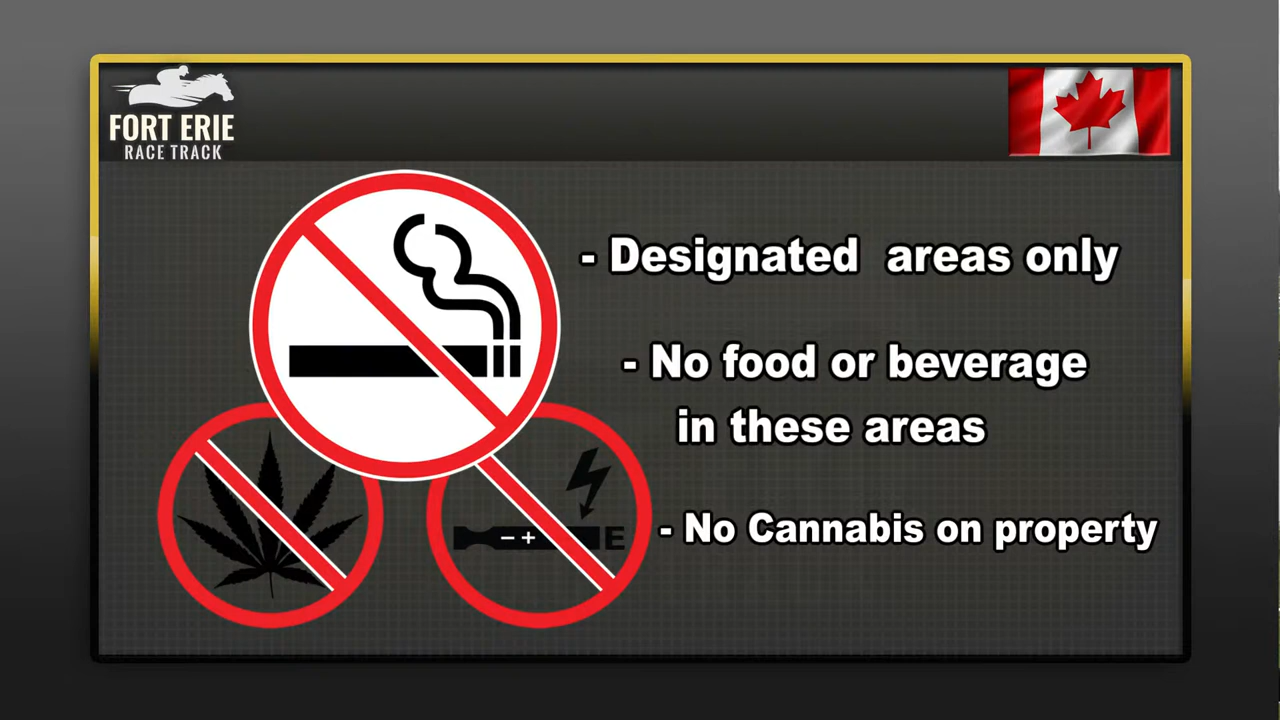 FORT ERIE
RACE TRACK
- Designated areas only
- No food or beverage
in these areas
- No Cannabis on property
- +
E